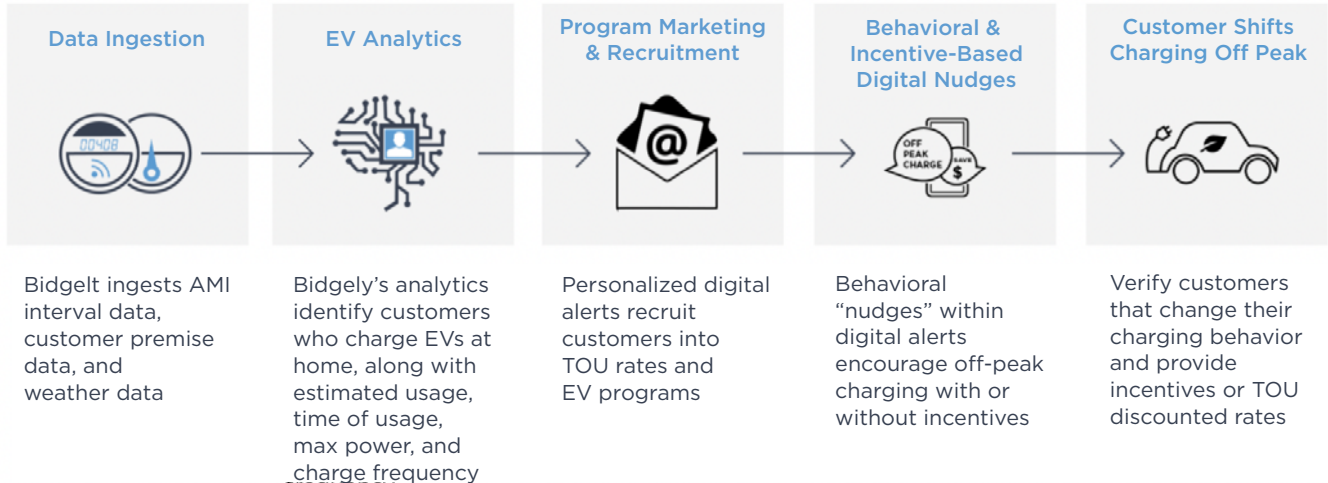 Data Ingestion
EV Analytics
Program Marketing
& Recruitment
Behavioral &
Incentive-Based
Digital Nudges
Customer Shifts
Charging Off Peak
00408
@
OFF
PEAK
CHARGE
SAVE
$
Bidgelt ingests AMI
interval data,
customer premise
data, and
weather data
Bidgely’s analytics
identify customers
who charge EVs at
home, along with
estimated usage,
time of usage,
max power, and
charge frequency
Personalized digital
alerts recruit
customers into
TOU rates and
EV programs
Behavioral
“nudges” within
digital alerts
encourage off-peak
charging with or
without incentives
Verify customers
that change their
charging behavior
and provide
incentives or TOU
discounted rates